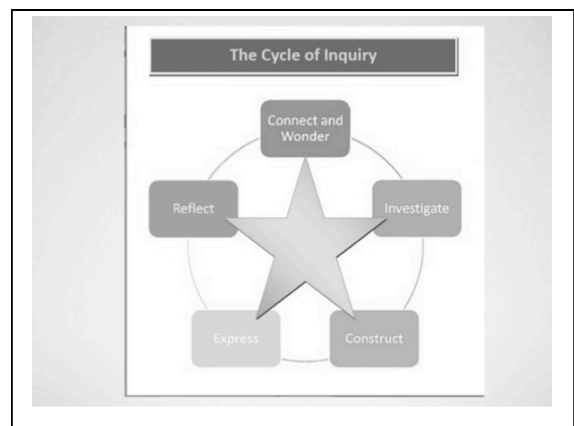 The Cycle of Inquiry
Connect and
Wonder
Reflect
Investigate
Express
Construct